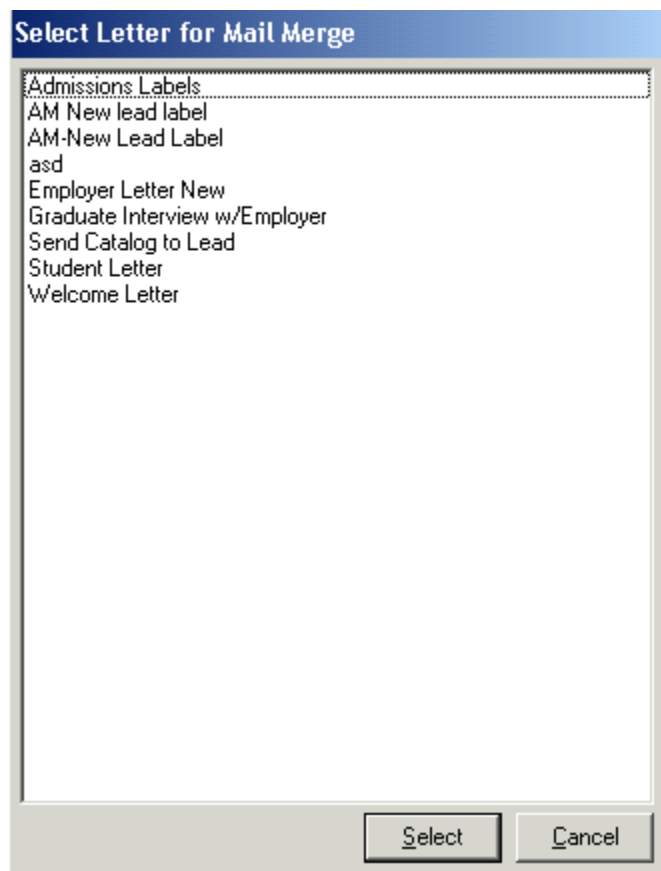 Select Letter for Mail Merge
Admissions Labels
AM New lead label
AM-New Lead Label
asd
Employer Letter New
Graduate Interview w/Employer
Send Catalog to Lead
Student Letter
Welcome Letter
Select Cancel